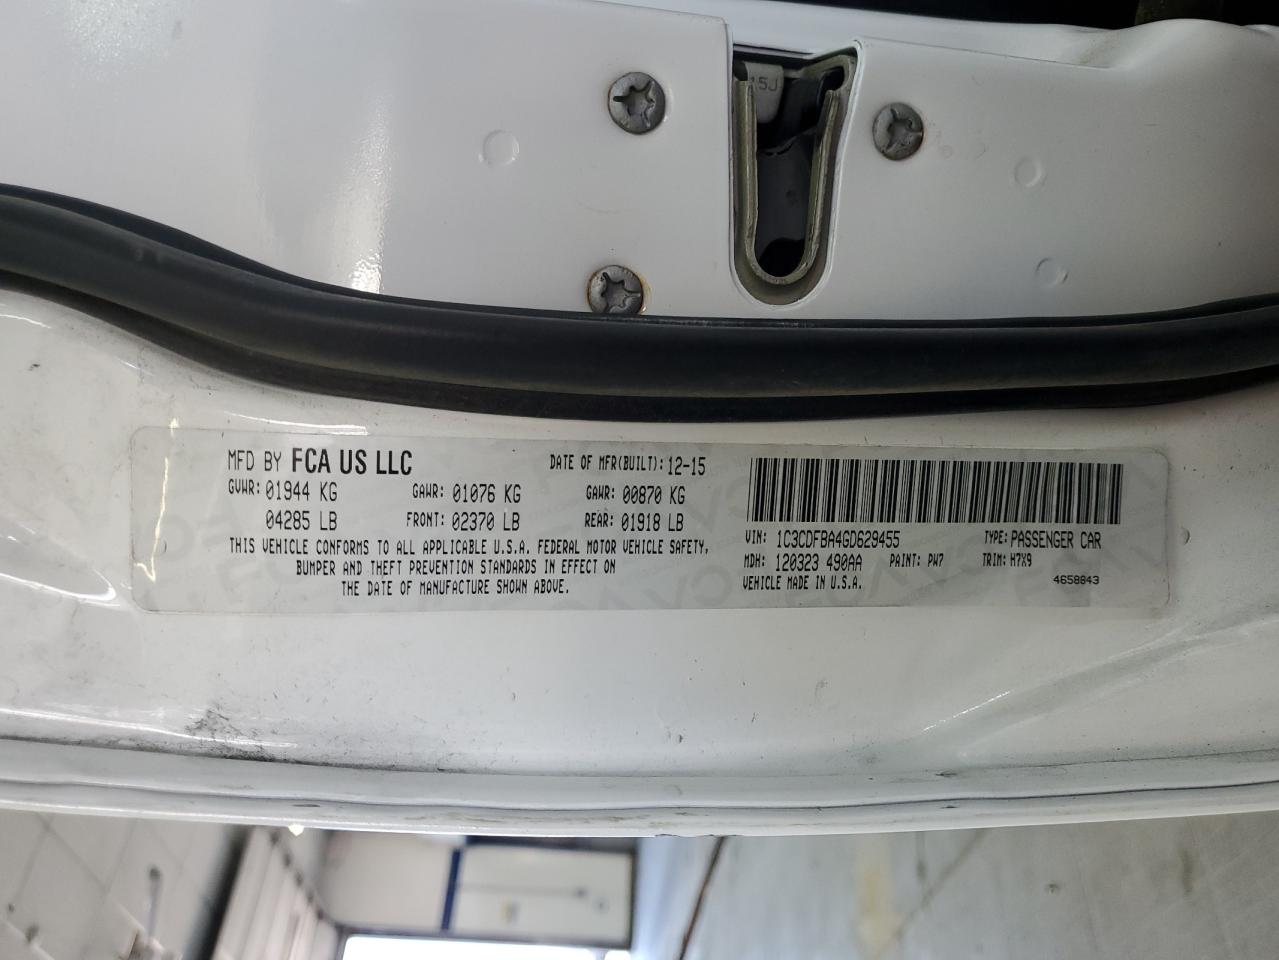 15J
MFD BY FCA US LLC
DATE OF MFR(BUILT): 12-15
GVWR: 01944 KG
GAWR: 01076 KG
GAWR: 00870 KG
04285 LB
FRONT: 02370 LB
REAR: 01918 LB
THIS VEHICLE CONFORMS TO ALL APPLICABLE U.S.A. FEDERAL MOTOR VEHICLE SAFETY,
BUMPER AND THEFT PREVENTION STANDARDS IN EFFECT ON
THE DATE OF MANUFACTURE SHOWN ABOVE.
VIN: 1C3CDFBA4GD629455
TYPE: PASSENGER CAR
MDH: 120323 490AA
PAINT: PW7
TRIM: H7X9
VEHICLE MADE IN U.S.A.
4658843